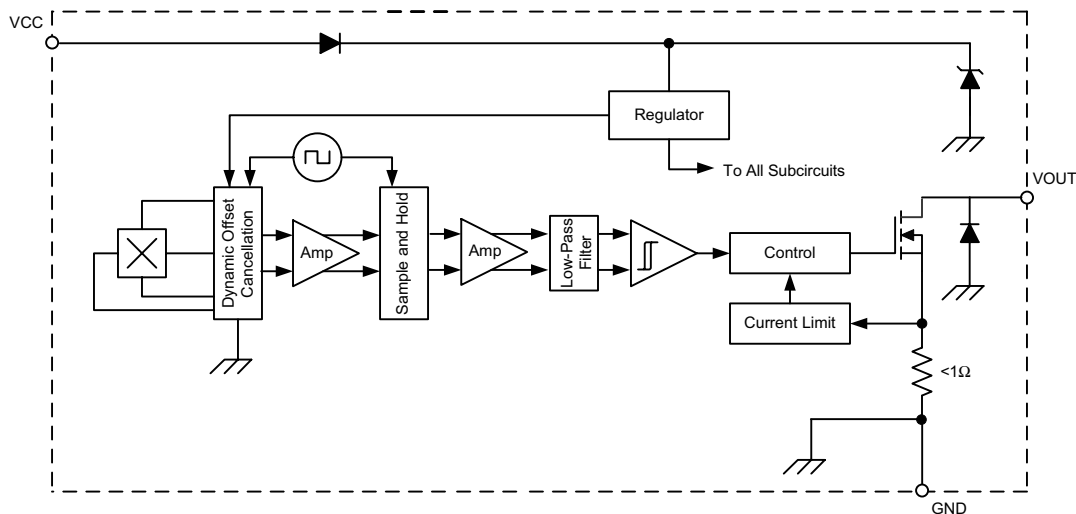 VCC
Regulator
To All Subcircuits
VOUT
Dynamic Offset
Cancellation
Amp
Sample and Hold
Amp
Low-Pass
Filter
Control
Current Limit
<1Ω
GND